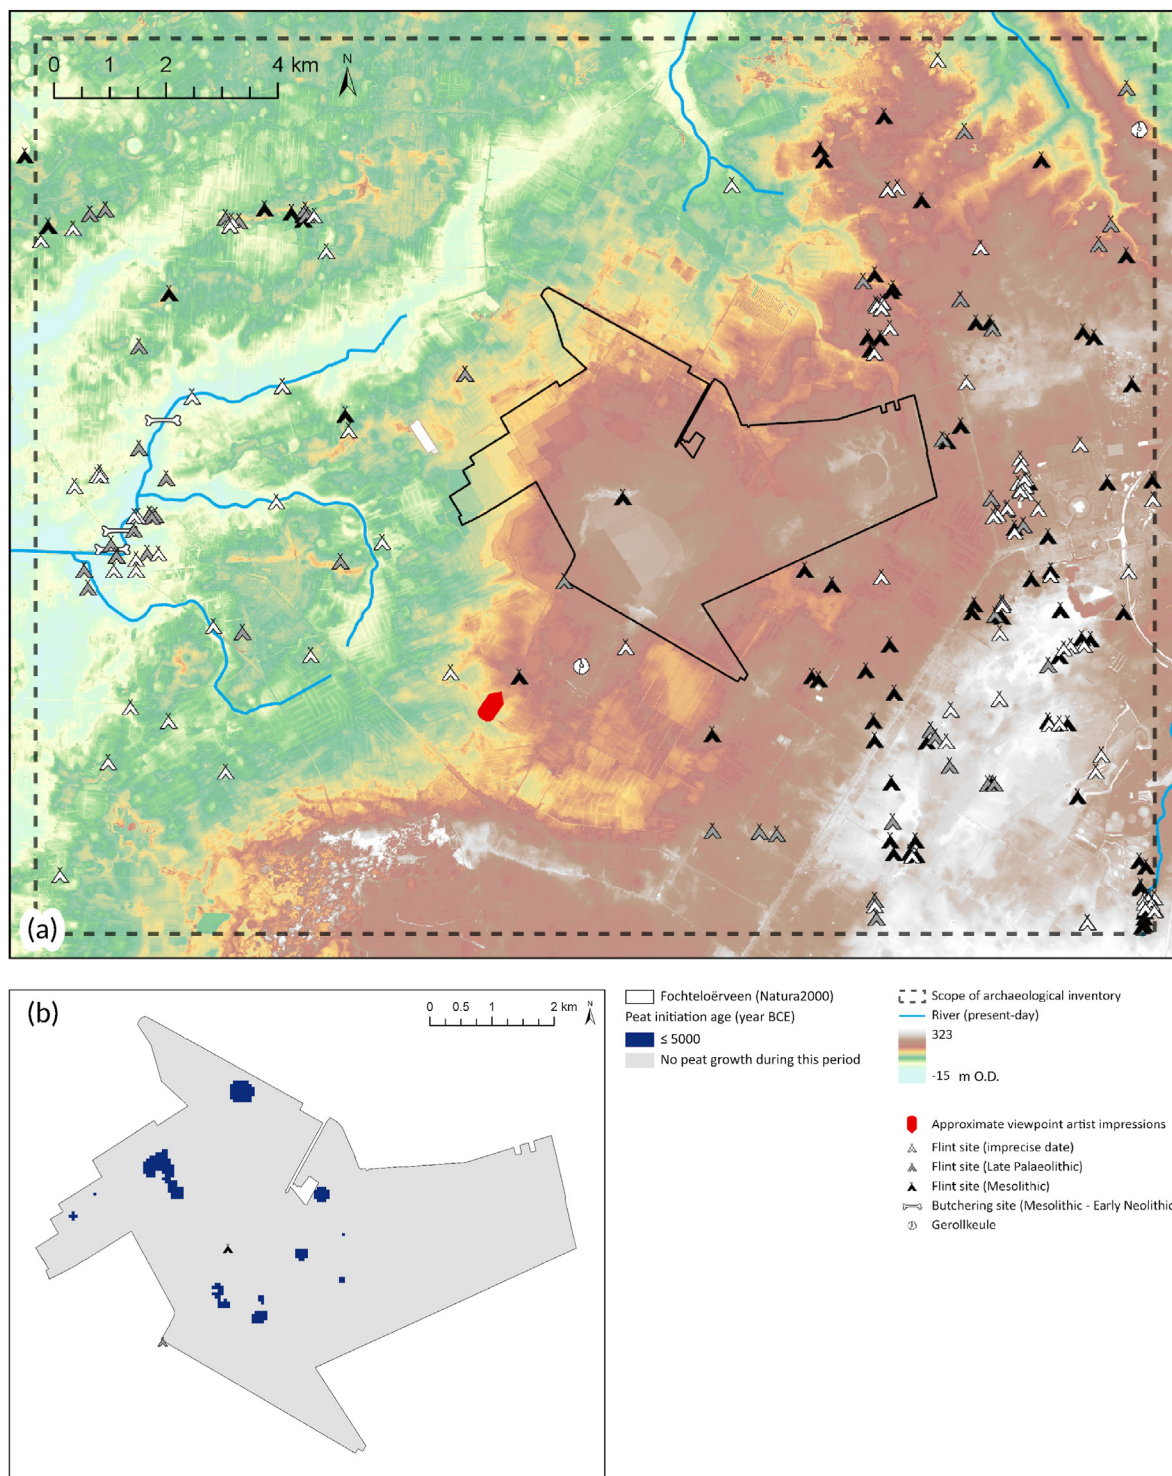 0 1 2 4 km
N
(a)
(b)
0 0.5 1 2 km
N
Fochteloërveen (Natura2000)
Peat initiation age (year BCE)
≤ 5000
No peat growth during this period
Scope of archaeological inventory
River (present-day)
323
-15 m O.D.
Approximate viewpoint artist impressions
Flint site (imprecise date)
Flint site (Late Palaeolithic)
Flint site (Mesolithic)
Butchering site (Mesolithic - Early Neolithic
Gerollkeule